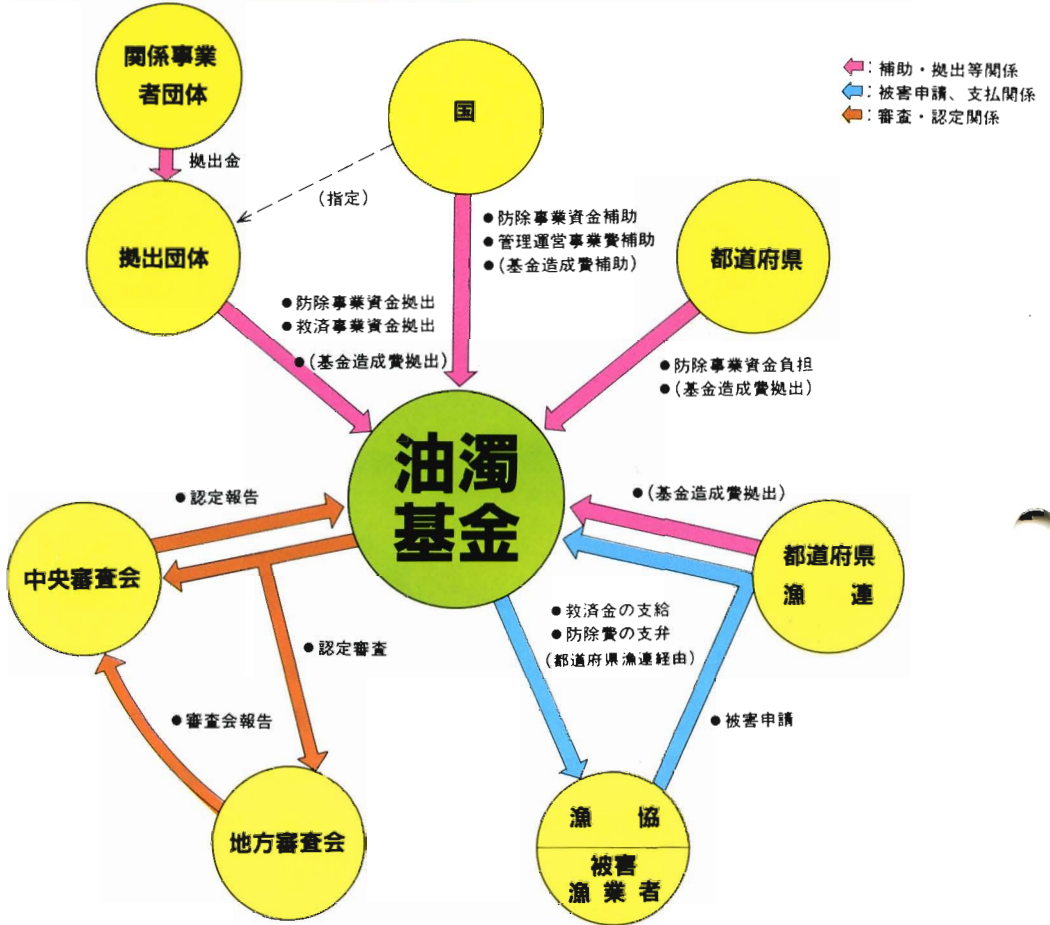 関係事業
者団体
国
⇦：補助・拠出等関係
⇦：被害申請、支払関係
⇦：審査・認定関係
拠出金
(指定)
拠出団体
●防除事業資金補助
●管理運営事業費補助
●(基金造成費補助)
都道府県
●防除事業資金拠出
●救済事業資金拠出
●(基金造成費拠出)
●防除事業資金負担
●(基金造成費拠出)
油濁
基金
●認定報告
●(基金造成費拠出)
中央審査会
都道府県
漁　連
●救済金の支給
●防除費の支弁
(都道府県漁連経由)
●認定審査
●審査会報告
●被害申請
地方審査会
漁　協
被害
漁業者